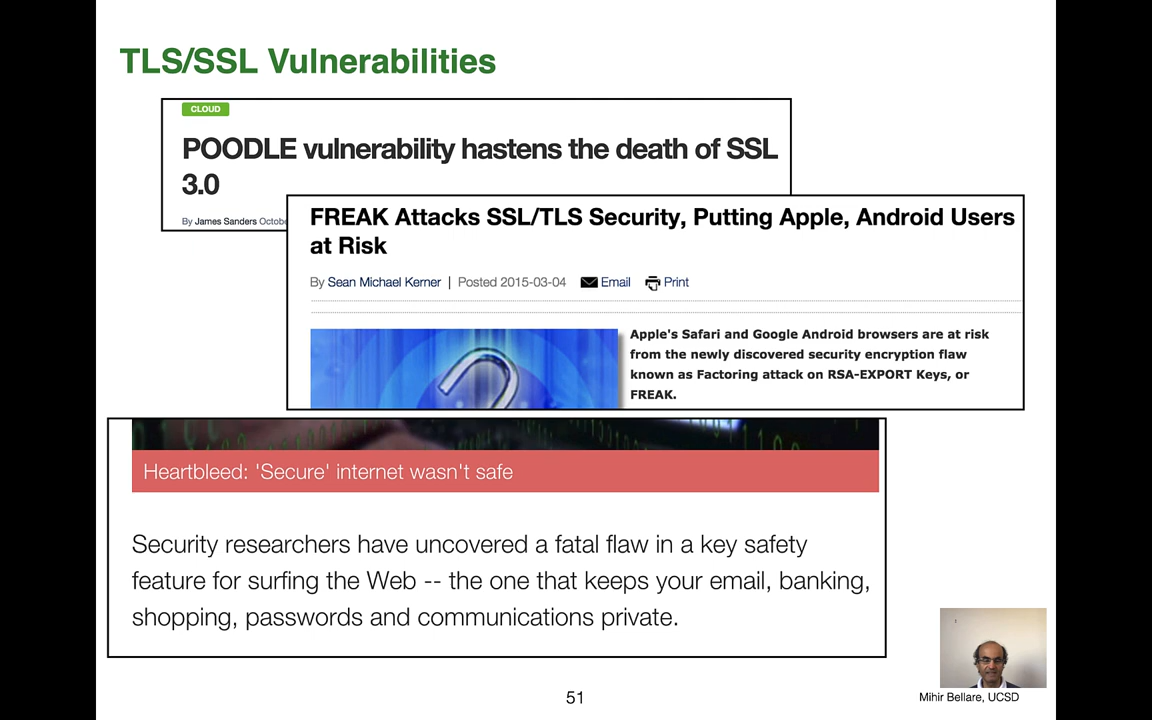 TLS/SSL Vulnerabilities
CLOUD
POODLE vulnerability hastens the death of SSL
3.0
By James Sanders
FREAK Attacks SSL/TLS Security, Putting Apple, Android Users
at Risk
By Sean Michael Kerner | Posted 2015-03-04 Email Print
Apple's Safari and Google Android browsers are at risk
from the newly discovered security encryption flaw
known as Factoring attack on RSA-EXPORT Keys, or
FREAK.
Heartbleed: 'Secure' internet wasn't safe
Security researchers have uncovered a fatal flaw in a key safety
feature for surfing the Web -- the one that keeps your email, banking,
shopping, passwords and communications private.
51
Mihir Bellare, UCSD